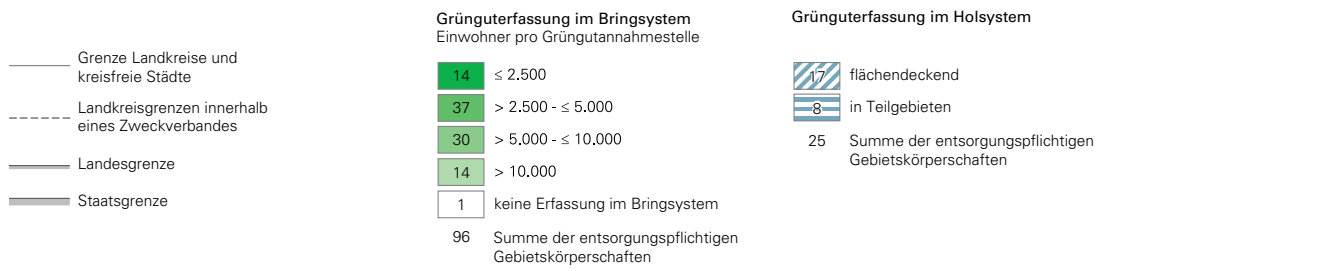 Grenze Landkreise und
kreisfreie Städte
Landkreisgrenzen innerhalb
eines Zweckverbandes
Landesgrenze
Staatsgrenze
Grünguterfassung im Bringsystem
Einwohner pro Grüngutannahmestelle
14 ≤ 2.500
37 > 2.500 - ≤ 5.000
30 > 5.000 - ≤ 10.000
14 > 10.000
1 keine Erfassung im Bringsystem
96 Summe der entsorgungspflichtigen
Gebietskörperschaften
Grünguterfassung im Holsystem
17 flächendeckend
8 in Teilgebieten
25 Summe der entsorgungspflichtigen
Gebietskörperschaften